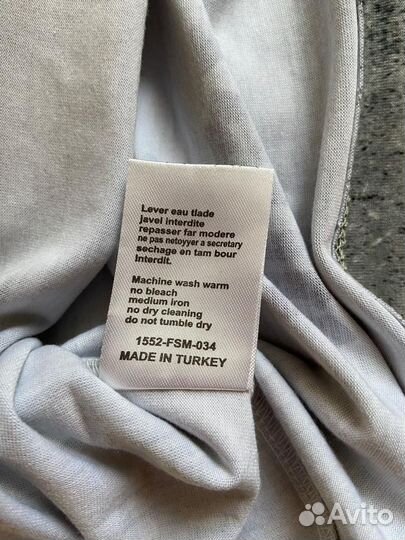 Lever eau tlade
javel interdite
repasser far modere
ne pas netoyyer a secretary
sechage en tam bour
Interdit.
Machine wash warm
no bleach
medium iron
no dry cleaning
do not tumble dry
1552-FSM-034
MADE IN TURKEY
Avito